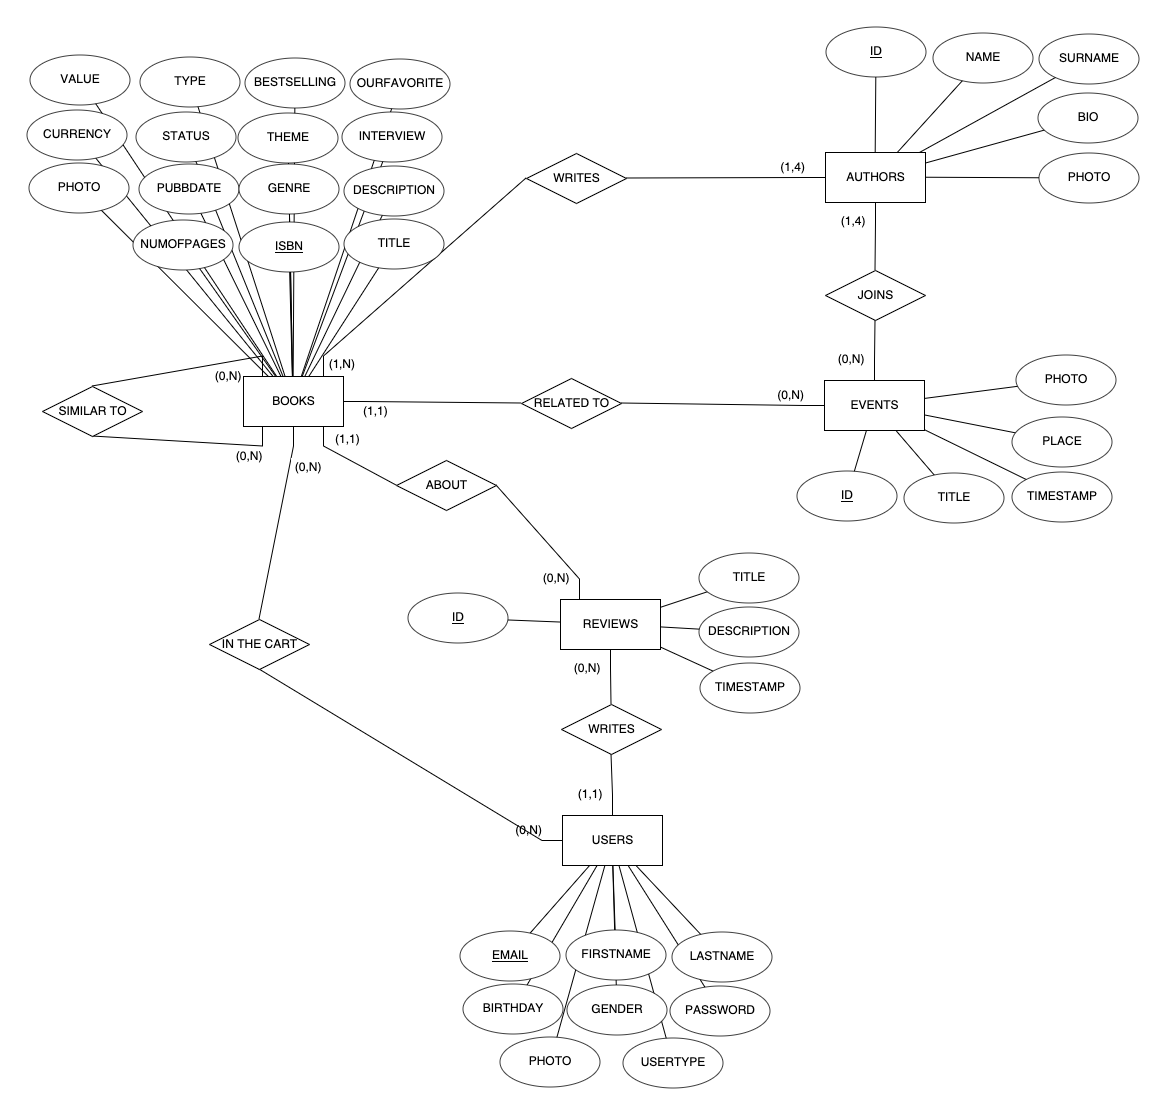 ID
NAME
SURNAME
VALUE
TYPE
BESTSELLING
OURFAVORITE
BIO
CURRENCY
STATUS
THEME
INTERVIEW
WRITES
(1,4)
AUTHORS
PHOTO
PHOTO
PUBBDATE
GENRE
DESCRIPTION
(1,4)
NUMOFPAGES
ISBN
TITLE
JOINS
(0,N)
(1,N)
(0,N)
PHOTO
SIMILAR TO
BOOKS
(1,1)
RELATED TO
(0,N)
EVENTS
(1,1)
PLACE
(0,N)
(0,N)
ABOUT
ID
TITLE
TIMESTAMP
(0,N)
TITLE
ID
REVIEWS
DESCRIPTION
IN THE CART
(0,N)
TIMESTAMP
WRITES
(1,1)
(0,N)
USERS
EMAIL
FIRSTNAME
LASTNAME
BIRTHDAY
GENDER
PASSWORD
PHOTO
USERTYPE